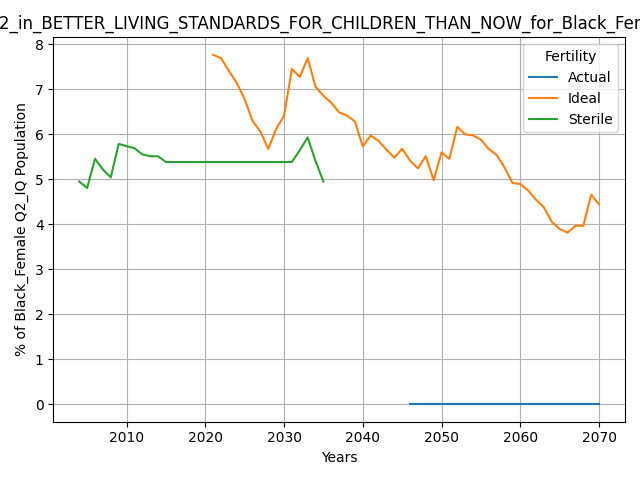 2_in_BETTER_LIVING_STANDARDS_FOR_CHILDREN_THAN_NOW_for_Black_Fer
8
7
6
5
4
3
2
1
0
% of Black_Female Q2_IQ Population
Fertility
Actual
Ideal
Sterile
2010 2020 2030 2040 2050 2060 2070
Years